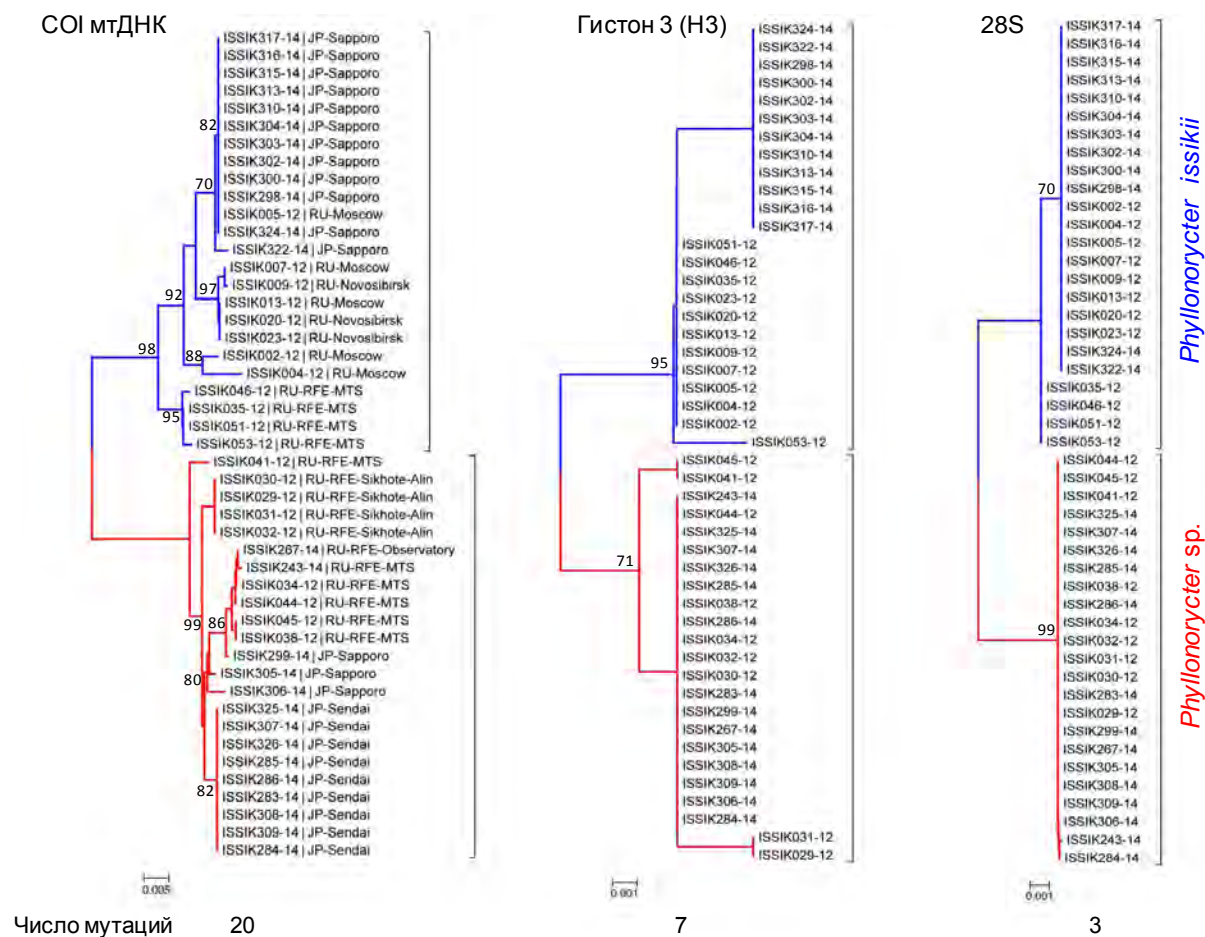 COI мтДНК
ISSIK317-14 | JP-Sapporo
ISSIK316-14 | JP-Sapporo
ISSIK315-14 | JP-Sapporo
ISSIK313-14 | JP-Sapporo
ISSIK310-14 | JP-Sapporo
82
ISSIK304-14 | JP-Sapporo
ISSIK303-14 | JP-Sapporo
ISSIK302-14 | JP-Sapporo
70
ISSIK300-14 | JP-Sapporo
ISSIK298-14 | JP-Sapporo
ISSIK005-12 | RU-Moscow
ISSIK324-14 | JP-Sapporo
ISSIK322-14 | JP-Sapporo
ISSIK007-12 | RU-Moscow
97
ISSIK009-12 | RU-Novosibirsk
92
ISSIK013-12 | RU-Moscow
ISSIK020-12 | RU-Novosibirsk
ISSIK023-12 | RU-Novosibirsk
98
88
ISSIK002-12 | RU-Moscow
ISSIK004-12 | RU-Moscow
ISSIK046-12 | RU-RFE-MTS
ISSIK035-12 | RU-RFE-MTS
95
ISSIK051-12 | RU-RFE-MTS
ISSIK053-12 | RU-RFE-MTS
ISSIK041-12 | RU-RFE-MTS
ISSIK030-12 | RU-RFE-Sikhote-Alin
ISSIK029-12 | RU-RFE-Sikhote-Alin
ISSIK031-12 | RU-RFE-Sikhote-Alin
ISSIK032-12 | RU-RFE-Sikhote-Alin
ISSIK267-14 | RU-RFE-Observatory
ISSIK243-14 | RU-RFE-MTS
ISSIK034-12 | RU-RFE-MTS
ISSIK044-12 | RU-RFE-MTS
99
86
ISSIK045-12 | RU-RFE-MTS
ISSIK038-12 | RU-RFE-MTS
ISSIK299-14 | JP-Sapporo
80
ISSIK305-14 | JP-Sapporo
ISSIK306-14 | JP-Sapporo
ISSIK325-14 | JP-Sendai
ISSIK307-14 | JP-Sendai
ISSIK326-14 | JP-Sendai
ISSIK285-14 | JP-Sendai
ISSIK286-14 | JP-Sendai
82
ISSIK283-14 | JP-Sendai
ISSIK308-14 | JP-Sendai
ISSIK309-14 | JP-Sendai
ISSIK284-14 | JP-Sendai
0.005
Гистон 3 (H3)
ISSIK324-14
ISSIK322-14
ISSIK298-14
ISSIK300-14
ISSIK302-14
ISSIK303-14
ISSIK304-14
ISSIK310-14
ISSIK313-14
ISSIK315-14
ISSIK316-14
ISSIK317-14
ISSIK051-12
ISSIK046-12
ISSIK035-12
ISSIK023-12
ISSIK020-12
ISSIK013-12
ISSIK009-12
95
ISSIK007-12
ISSIK005-12
ISSIK004-12
ISSIK002-12
ISSIK053-12
ISSIK045-12
ISSIK041-12
ISSIK243-14
ISSIK044-12
ISSIK325-14
ISSIK307-14
71
ISSIK326-14
ISSIK285-14
ISSIK038-12
ISSIK286-14
ISSIK034-12
ISSIK032-12
ISSIK030-12
ISSIK283-14
ISSIK299-14
ISSIK267-14
ISSIK305-14
ISSIK308-14
ISSIK309-14
ISSIK306-14
ISSIK284-14
ISSIK031-12
ISSIK029-12
0.001
28S
ISSIK317-14
ISSIK316-14
ISSIK315-14
ISSIK313-14
ISSIK310-14
ISSIK304-14
ISSIK303-14
ISSIK302-14
ISSIK300-14
70
ISSIK298-14
ISSIK002-12
ISSIK004-12
ISSIK005-12
ISSIK007-12
ISSIK009-12
ISSIK013-12
ISSIK020-12
ISSIK023-12
ISSIK324-14
ISSIK322-14
ISSIK035-12
ISSIK046-12
ISSIK051-12
ISSIK053-12
ISSIK044-12
ISSIK045-12
ISSIK041-12
ISSIK325-14
ISSIK307-14
ISSIK326-14
ISSIK285-14
ISSIK038-12
ISSIK286-14
ISSIK034-12
99
ISSIK032-12
ISSIK031-12
ISSIK030-12
ISSIK283-14
ISSIK029-12
ISSIK299-14
ISSIK267-14
ISSIK305-14
ISSIK308-14
ISSIK309-14
ISSIK306-14
ISSIK243-14
ISSIK284-14
0.001
Phyllonorycter issikii
Phyllonorycter sp.
Число мутаций 20 7 3